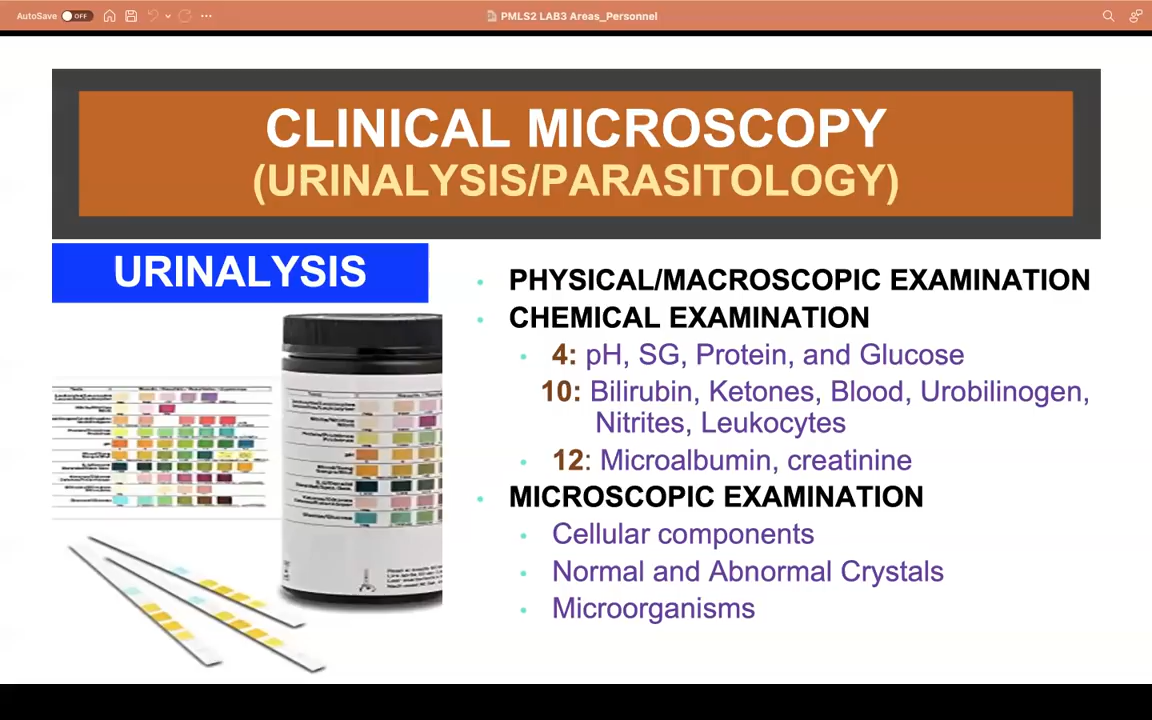 AutoSave OFF
PMLS2 LAB3 Areas_Personnel
CLINICAL MICROSCOPY
(URINALYSIS/PARASITOLOGY)
URINALYSIS
• PHYSICAL/MACROSCOPIC EXAMINATION
• CHEMICAL EXAMINATION
• 4: pH, SG, Protein, and Glucose
10: Bilirubin, Ketones, Blood, Urobilinogen,
Nitrites, Leukocytes
• 12: Microalbumin, creatinine
• MICROSCOPIC EXAMINATION
• Cellular components
• Normal and Abnormal Crystals
• Microorganisms